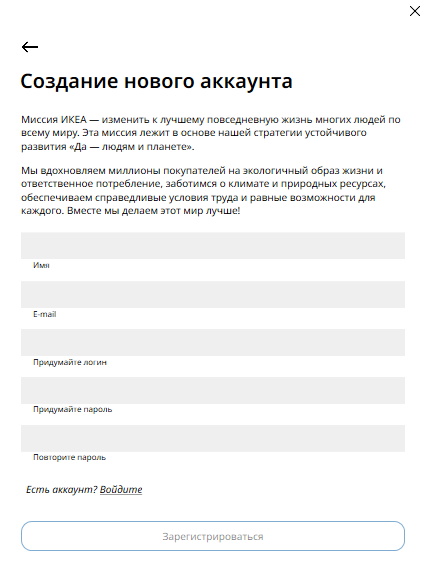 Создание нового аккаунта
Миссия ИКЕА — изменить к лучшему повседневную жизнь многих людей по
всему миру. Эта миссия лежит в основе нашей стратегии устойчивого
развития «Да — людям и планете».
Мы вдохновляем миллионы покупателей на экологичный образ жизни и
ответственное потребление, заботимся о климате и природных ресурсах,
обеспечиваем справедливые условия труда и равные возможности для
каждого. Вместе мы делаем этот мир лучше!
Имя
E-mail
Придумайте логин
Придумайте пароль
Повторите пароль
Есть аккаунт? Войдите
Зарегистрироваться